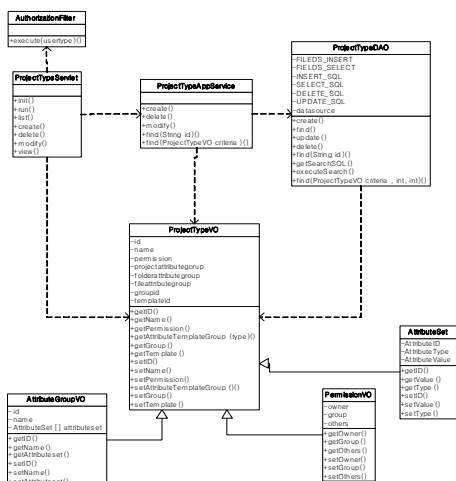 AuthorizationFilter
+execute(usertype)()
ProjectTypeServlet
+init()
+run()
+list()
+create()
+delete()
+modify()
+view()
ProjectTypeAppService
+create()
+delete()
+modify()
+find(String id)()
+find(ProjectTypeVO criteria )()
ProjectTypeDAO
-FILEDS_INSERT
-FIELDS_SELECT
-INSERT_SQL
-SELECT_SQL
-DELETE_SQL
-UPDATE_SQL
-datasource
+create()
+find()
+update()
+delete()
+find(String id)()
+getSearchSQL()
+executeSearch()
+find(ProjectTypeVO criteria , int, int)()
ProjectTypeVO
-id
-name
-permission
-projectattributegorup
-folderattributegroup
-fileattributegroup
-groupid
-templateid
+getID()
+getName()
+getPermission()
+getAttributeTemplateGroup (type)()
+getGroup()
+getTemplate()
+setID()
+setName()
+setPermission()
+setAttributeTemplateGroup ()()
+setGroup()
+setTemplate()
AttributeSet
-AttributeID
-AttributeType
-AttributeValue
+getID()
+getValue()
+getType()
+setID()
+setValue()
+setType()
AttributeGroupVO
-id
-name
-AttributeSet [] attributeset
+getID()
+getName()
+getAttributeset()
+setID()
+setName()
+setAttributeset()
PermissionVO
-owner
-group
-others
+getOwner()
+getGroup()
+getOthers()
+setOwner()
+setGroup()
+setOthers()